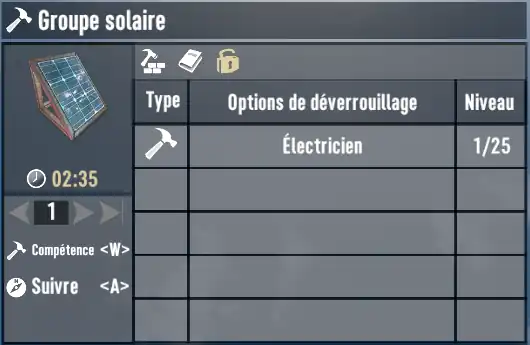 Groupe solaire
Type Options de déverrouillage Niveau
Électricien 1/25
02:35
1
Compétence <W>
Suivre <A>